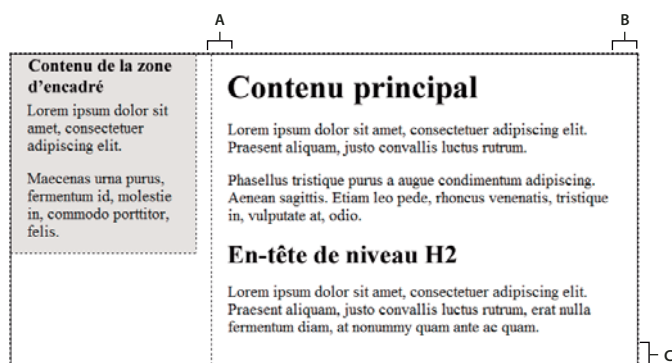 A
B
Contenu de la zone
d'encadré
Lorem ipsum dolor sit
amet, consectetuer
adipiscing elit.
Maecenas urna purus,
fermentum id, molestie
in, commodo porttitor,
felis.
Contenu principal
Lorem ipsum dolor sit amet, consectetuer adipiscing elit.
Praesent aliquam, justo convallis luctus rutrum.
Phasellus tristique purus a augue condimentum adipiscing.
Aenean sagittis. Etiam leo pede, rhoncus venenatis, tristique
in, vulputate at, odio.
En-tête de niveau H2
Lorem ipsum dolor sit amet, consectetuer adipiscing elit.
Praesent aliquam, justo convallis luctus rutrum, erat nulla
fermentum diam, at nonummy quam ante ac quam.
C